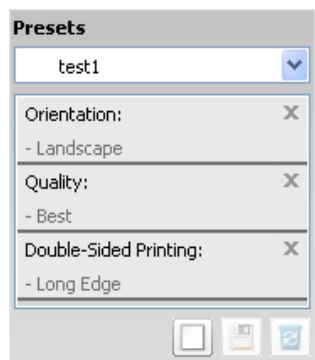 Presets
test1
Orientation:
- Landscape
Quality:
- Best
Double-Sided Printing:
- Long Edge